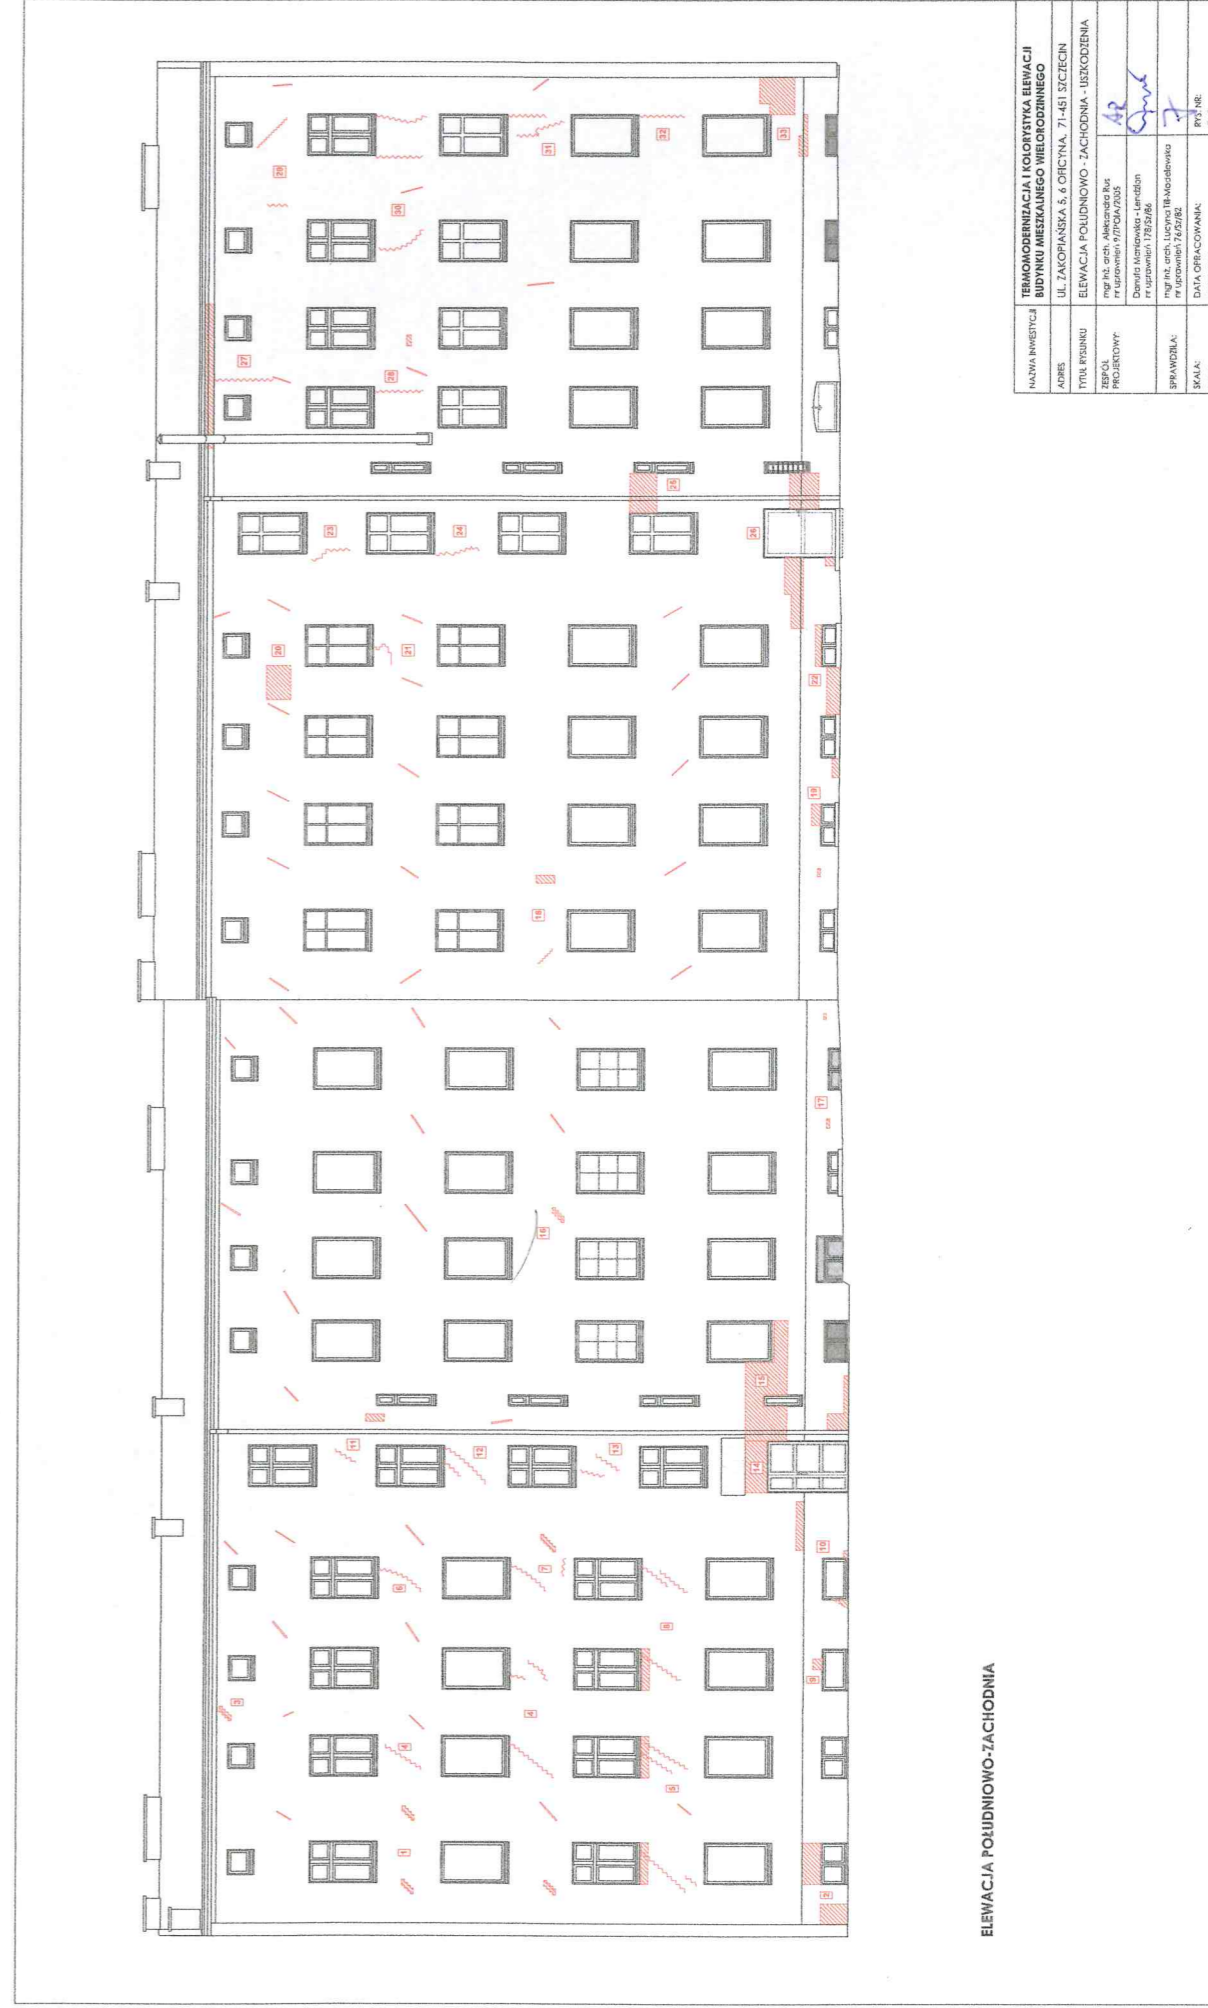 29
27
30
28
31
32
33
23
24
25
26
20
21
22
19
18
17
16
15
11
12
13
14
3
6
7
8
10
9
4
4
5
1
2
ELEWACJA POŁUDNIOWO-ZACHODNIA
NAZWA INWESTYCJI
TERMOMODERNIZACJA I KOLORYSTYKA ELEWACJI
BUDYNKU MIESZKALNEGO WIELORODZINNEGO
ADRES
UL. ZAKOPIAŃSKA 5, 6 OFICYNA, 71-451 SZCZECIN
TYTUŁ RYSUNKU
ELEWACJA POŁUDNIOWO - ZACHODNIA - USZKODZENIA
ZESPÓŁ
PROJEKTOWY:
mgr inż. arch. Aleksandra Rus
nr uprawnień 9/ZPOIA/2005
Danuta Maniawska - Lendzion
nr uprawnień 178/Sz/86
SPRAWDZIŁA:
mgr inż. arch. Lucyna Till-Modelewska
nr uprawnień 76/Sz/82
SKALA:
DATA OPRACOWANIA:
RYS. NR: